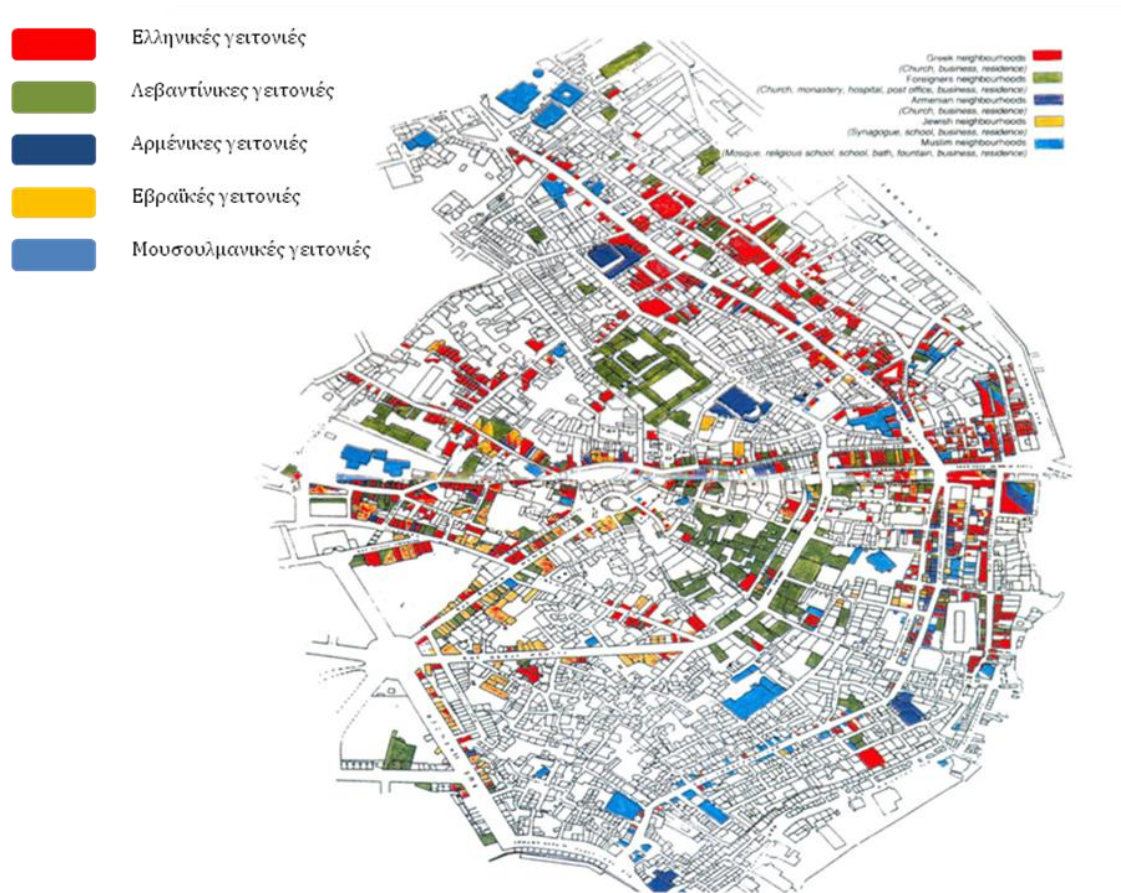 Ελληνικές γειτονιές
Λεβαντίνικες γειτονιές
Αρμένικες γειτονιές
Εβραϊκές γειτονιές
Μουσουλμανικές γειτονιές
Greek neighbourhoods
(Church, business, residence)
Foreigners neighbourhoods
(Church, monastery, hospital, post office, business, residence)
Armenian neighbourhoods
(Church, business, residence)
Jewish neighbourhoods
(Synagogue, school, business, residence)
Muslim neighbourhoods
(Mosque, religious school, school, bath, fountain, business, residence)